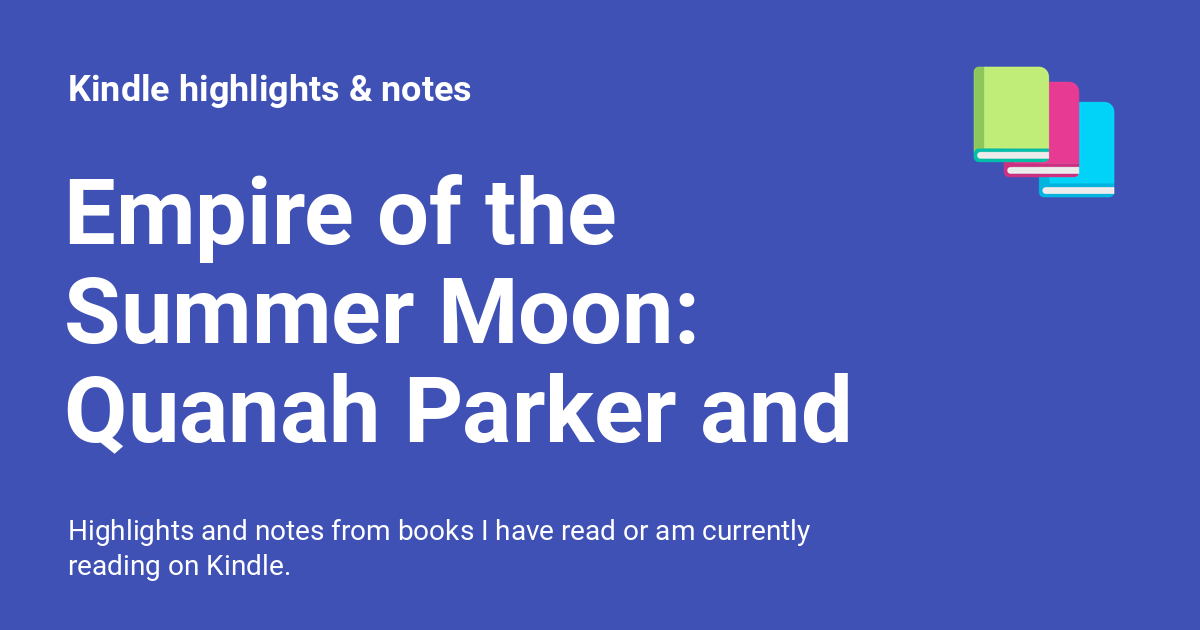 Kindle highlights & notes
Empire of the
Summer Moon:
Quanah Parker and
Highlights and notes from books I have read or am currently
reading on Kindle.